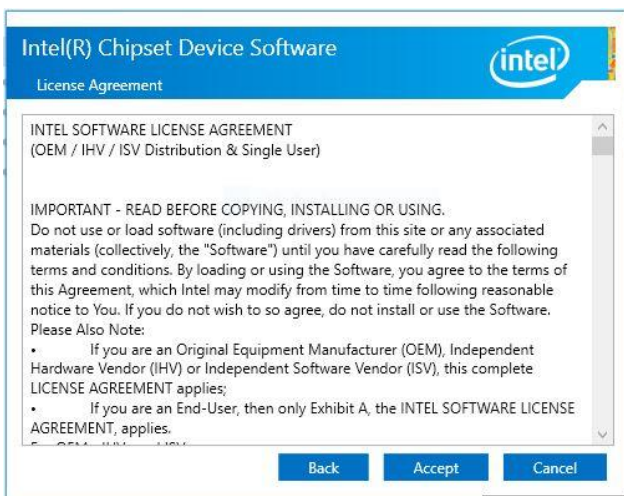 Intel(R) Chipset Device Software
intel
License Agreement
INTEL SOFTWARE LICENSE AGREEMENT
(OEM / IHV / ISV Distribution & Single User)
IMPORTANT - READ BEFORE COPYING, INSTALLING OR USING.
Do not use or load software (including drivers) from this site or any associated
materials (collectively, the "Software") until you have carefully read the following
terms and conditions. By loading or using the Software, you agree to the terms of
this Agreement, which Intel may modify from time to time following reasonable
notice to You. If you do not wish to so agree, do not install or use the Software.
Please Also Note:
• If you are an Original Equipment Manufacturer (OEM), Independent
Hardware Vendor (IHV) or Independent Software Vendor (ISV), this complete
LICENSE AGREEMENT applies;
• If you are an End-User, then only Exhibit A, the INTEL SOFTWARE LICENSE
AGREEMENT, applies.
Back Accept Cancel